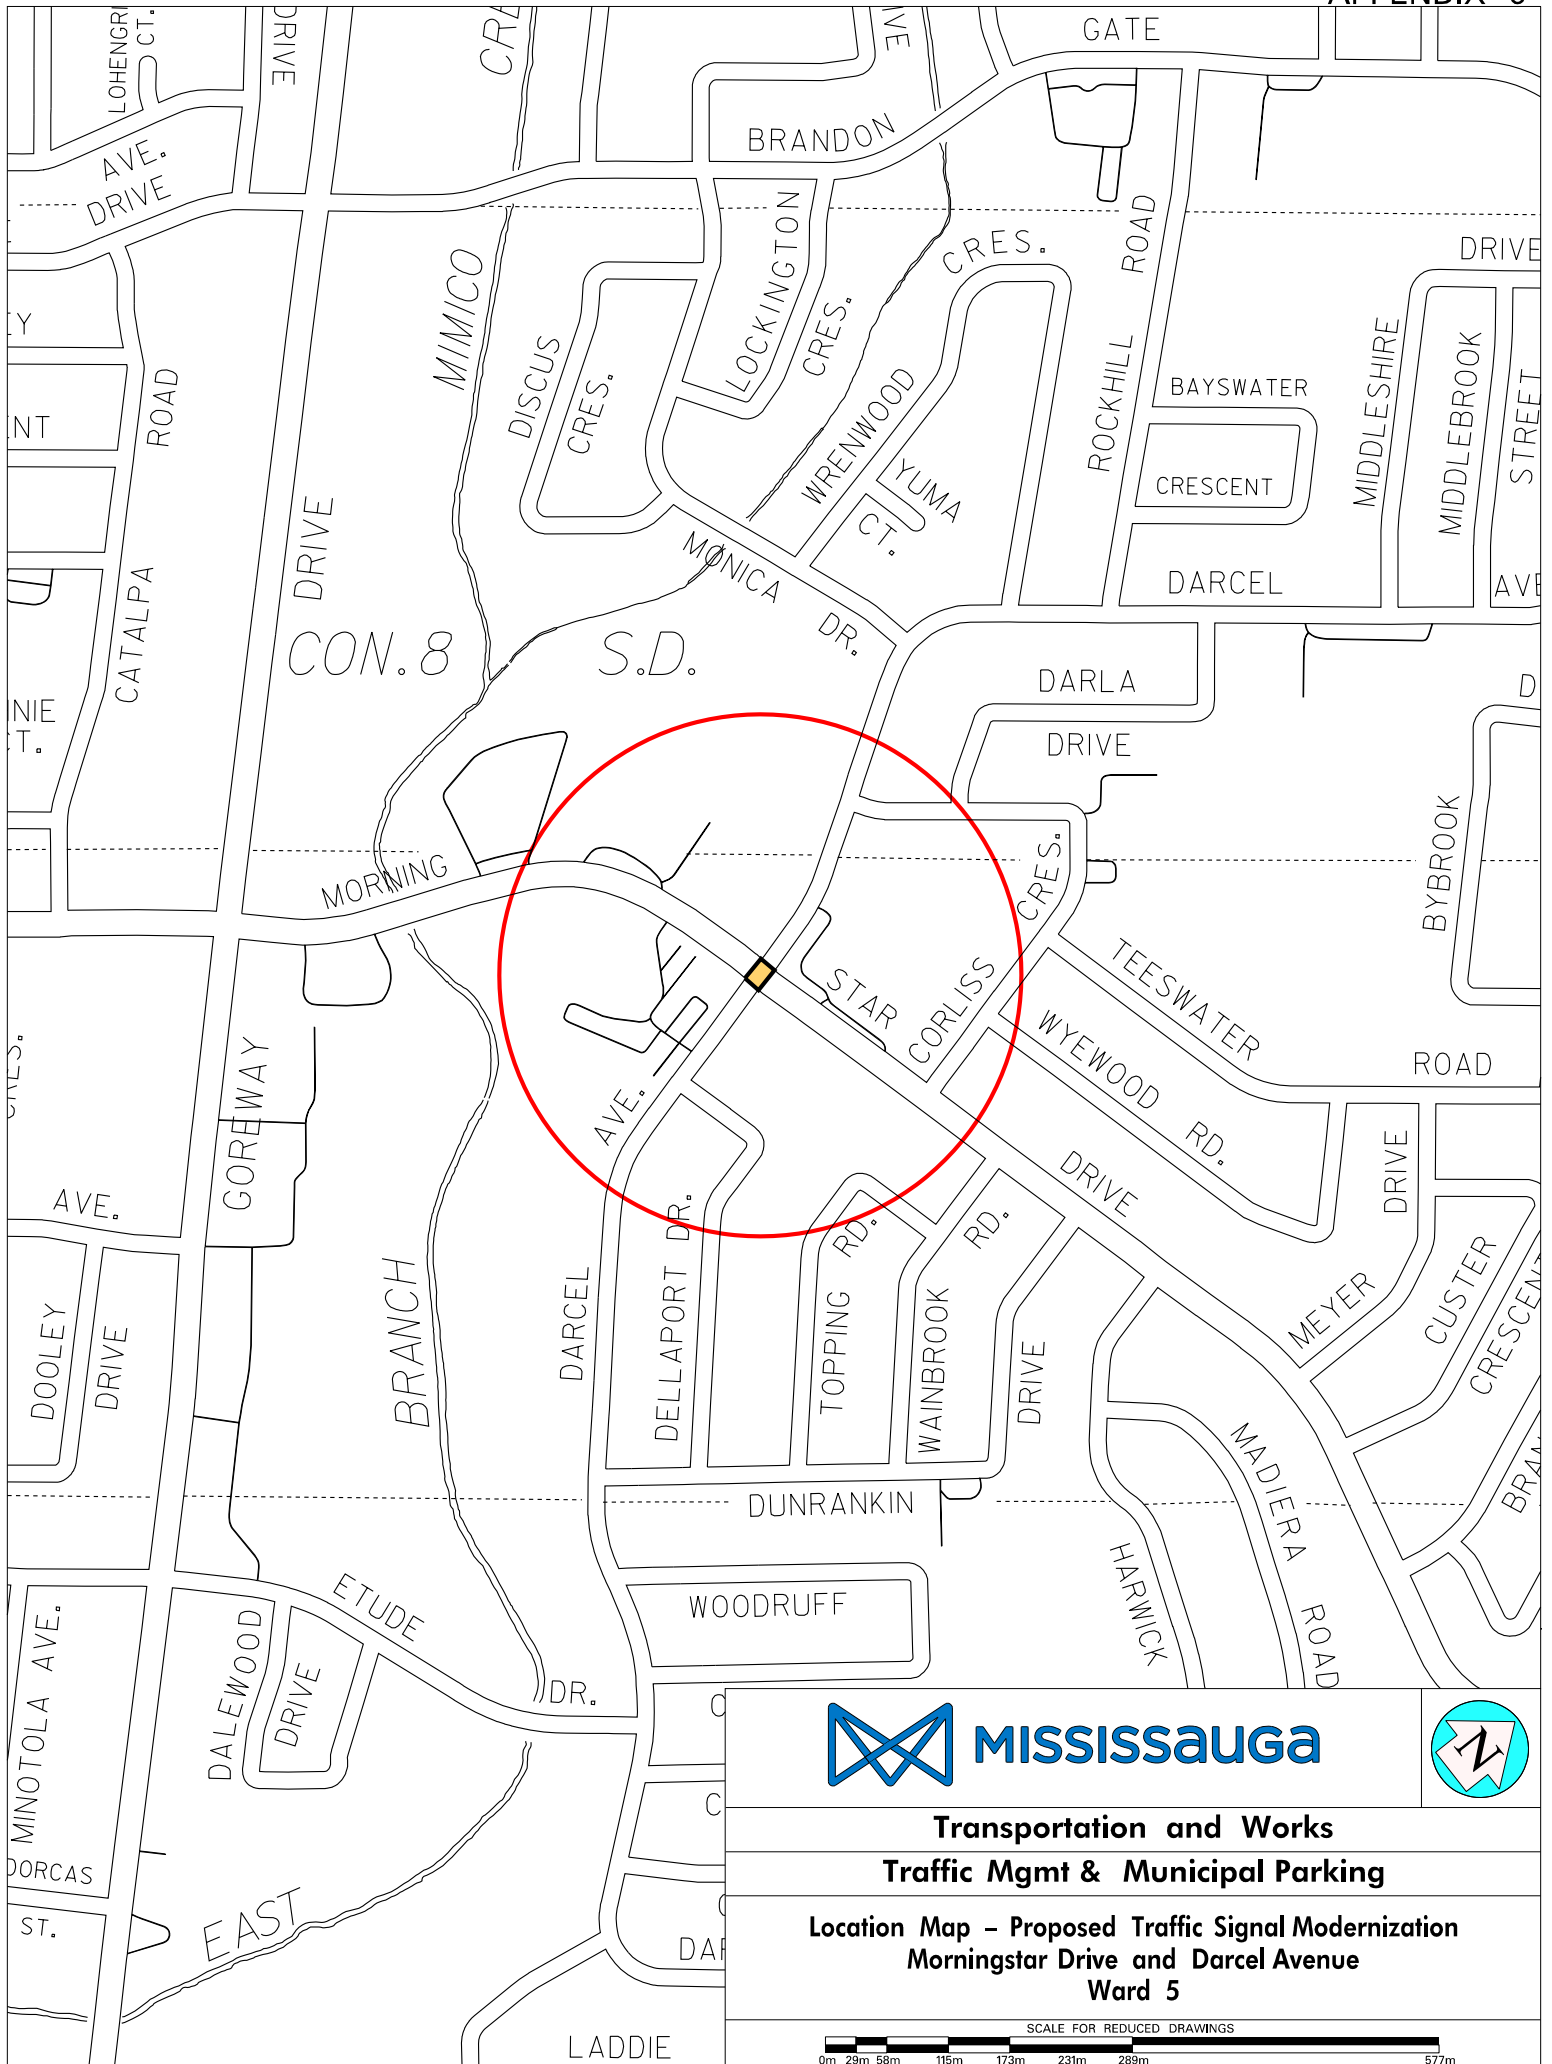 GATE
LOHENGRI
CT.
DRIVE
CRE
BRANDON
AVE.
DRIVE
MIMICO
LOCKINGTON
CRES.
CRES.
ROAD
DRIVE
DISCUS
CRES.
WRENWOOD
YUMA
CT.
ROCKHILL
BAYSWATER
CRESCENT
MIDDLESHIRE
MIDDLEBROOK
STREET
ROAD
CATALPA
DRIVE
MONICA
DR.
DARCEL
AVE
CON. 8
S.D.
DARLA
DRIVE
BYBROOK
MORNING
STAR
CORLISS
CRES.
TEESWATER
ROAD
WYEWOOD
RD.
GOREWAY
AVE.
DRIVE
AVE.
DOOLEY
DRIVE
BRANCH
DARCEL
DELLAPORT DR.
TOPPING
RD.
WAINBROOK
RD.
DRIVE
DRIVE
MEYER
CUSTER
CRESCENT
MADIERA
ROAD
HARWICK
DUNRANKIN
WOODRUFF
ETUDE
DR.
DALEWOOD
DRIVE
MINOTOLA AVE.
DORCAS
ST.
EAST
LADDIE
MISSISSAUGA
N
Transportation and Works
Traffic Mgmt & Municipal Parking
Location Map – Proposed Traffic Signal Modernization
Morningstar Drive and Darcel Avenue
Ward 5
SCALE FOR REDUCED DRAWINGS
0m 29m 58m 115m 173m 231m 289m 577m